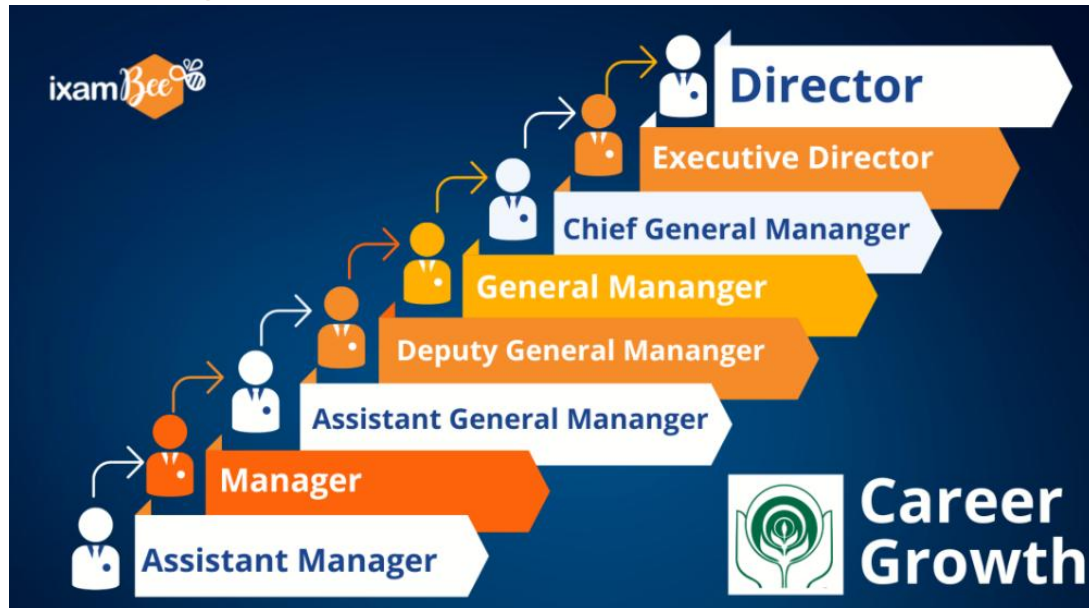 ixamBee
Director
Executive Director
Chief General Mananger
General Mananger
Deputy General Mananger
Assistant General Mananger
Manager
Assistant Manager
Career
Growth